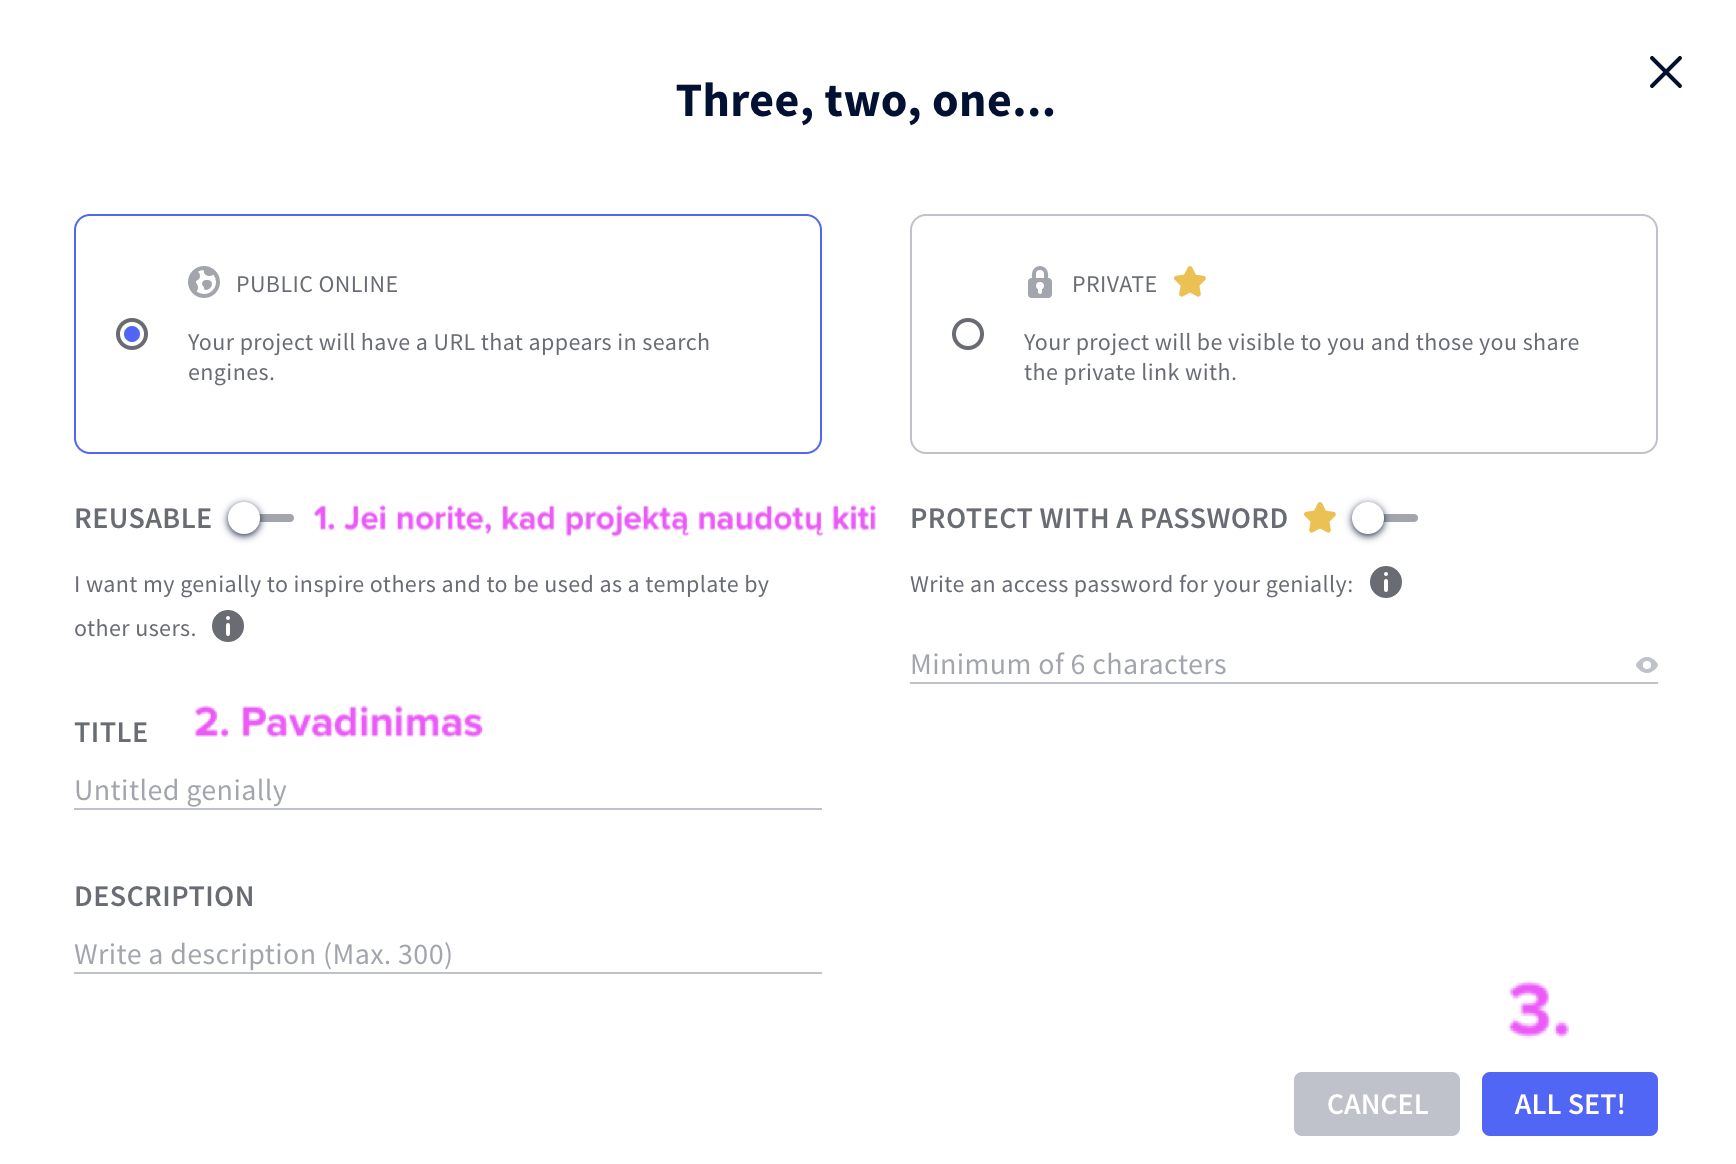 Three, two, one...
PUBLIC ONLINE
Your project will have a URL that appears in search
engines.
PRIVATE
Your project will be visible to you and those you share
the private link with.
REUSABLE
1. Jei norite, kad projektą naudotų kiti
I want my genially to inspire others and to be used as a template by
other users.
PROTECT WITH A PASSWORD
Write an access password for your genially:
Minimum of 6 characters
TITLE
2. Pavadinimas
Untitled genially
DESCRIPTION
Write a description (Max. 300)
3.
CANCEL
ALL SET!